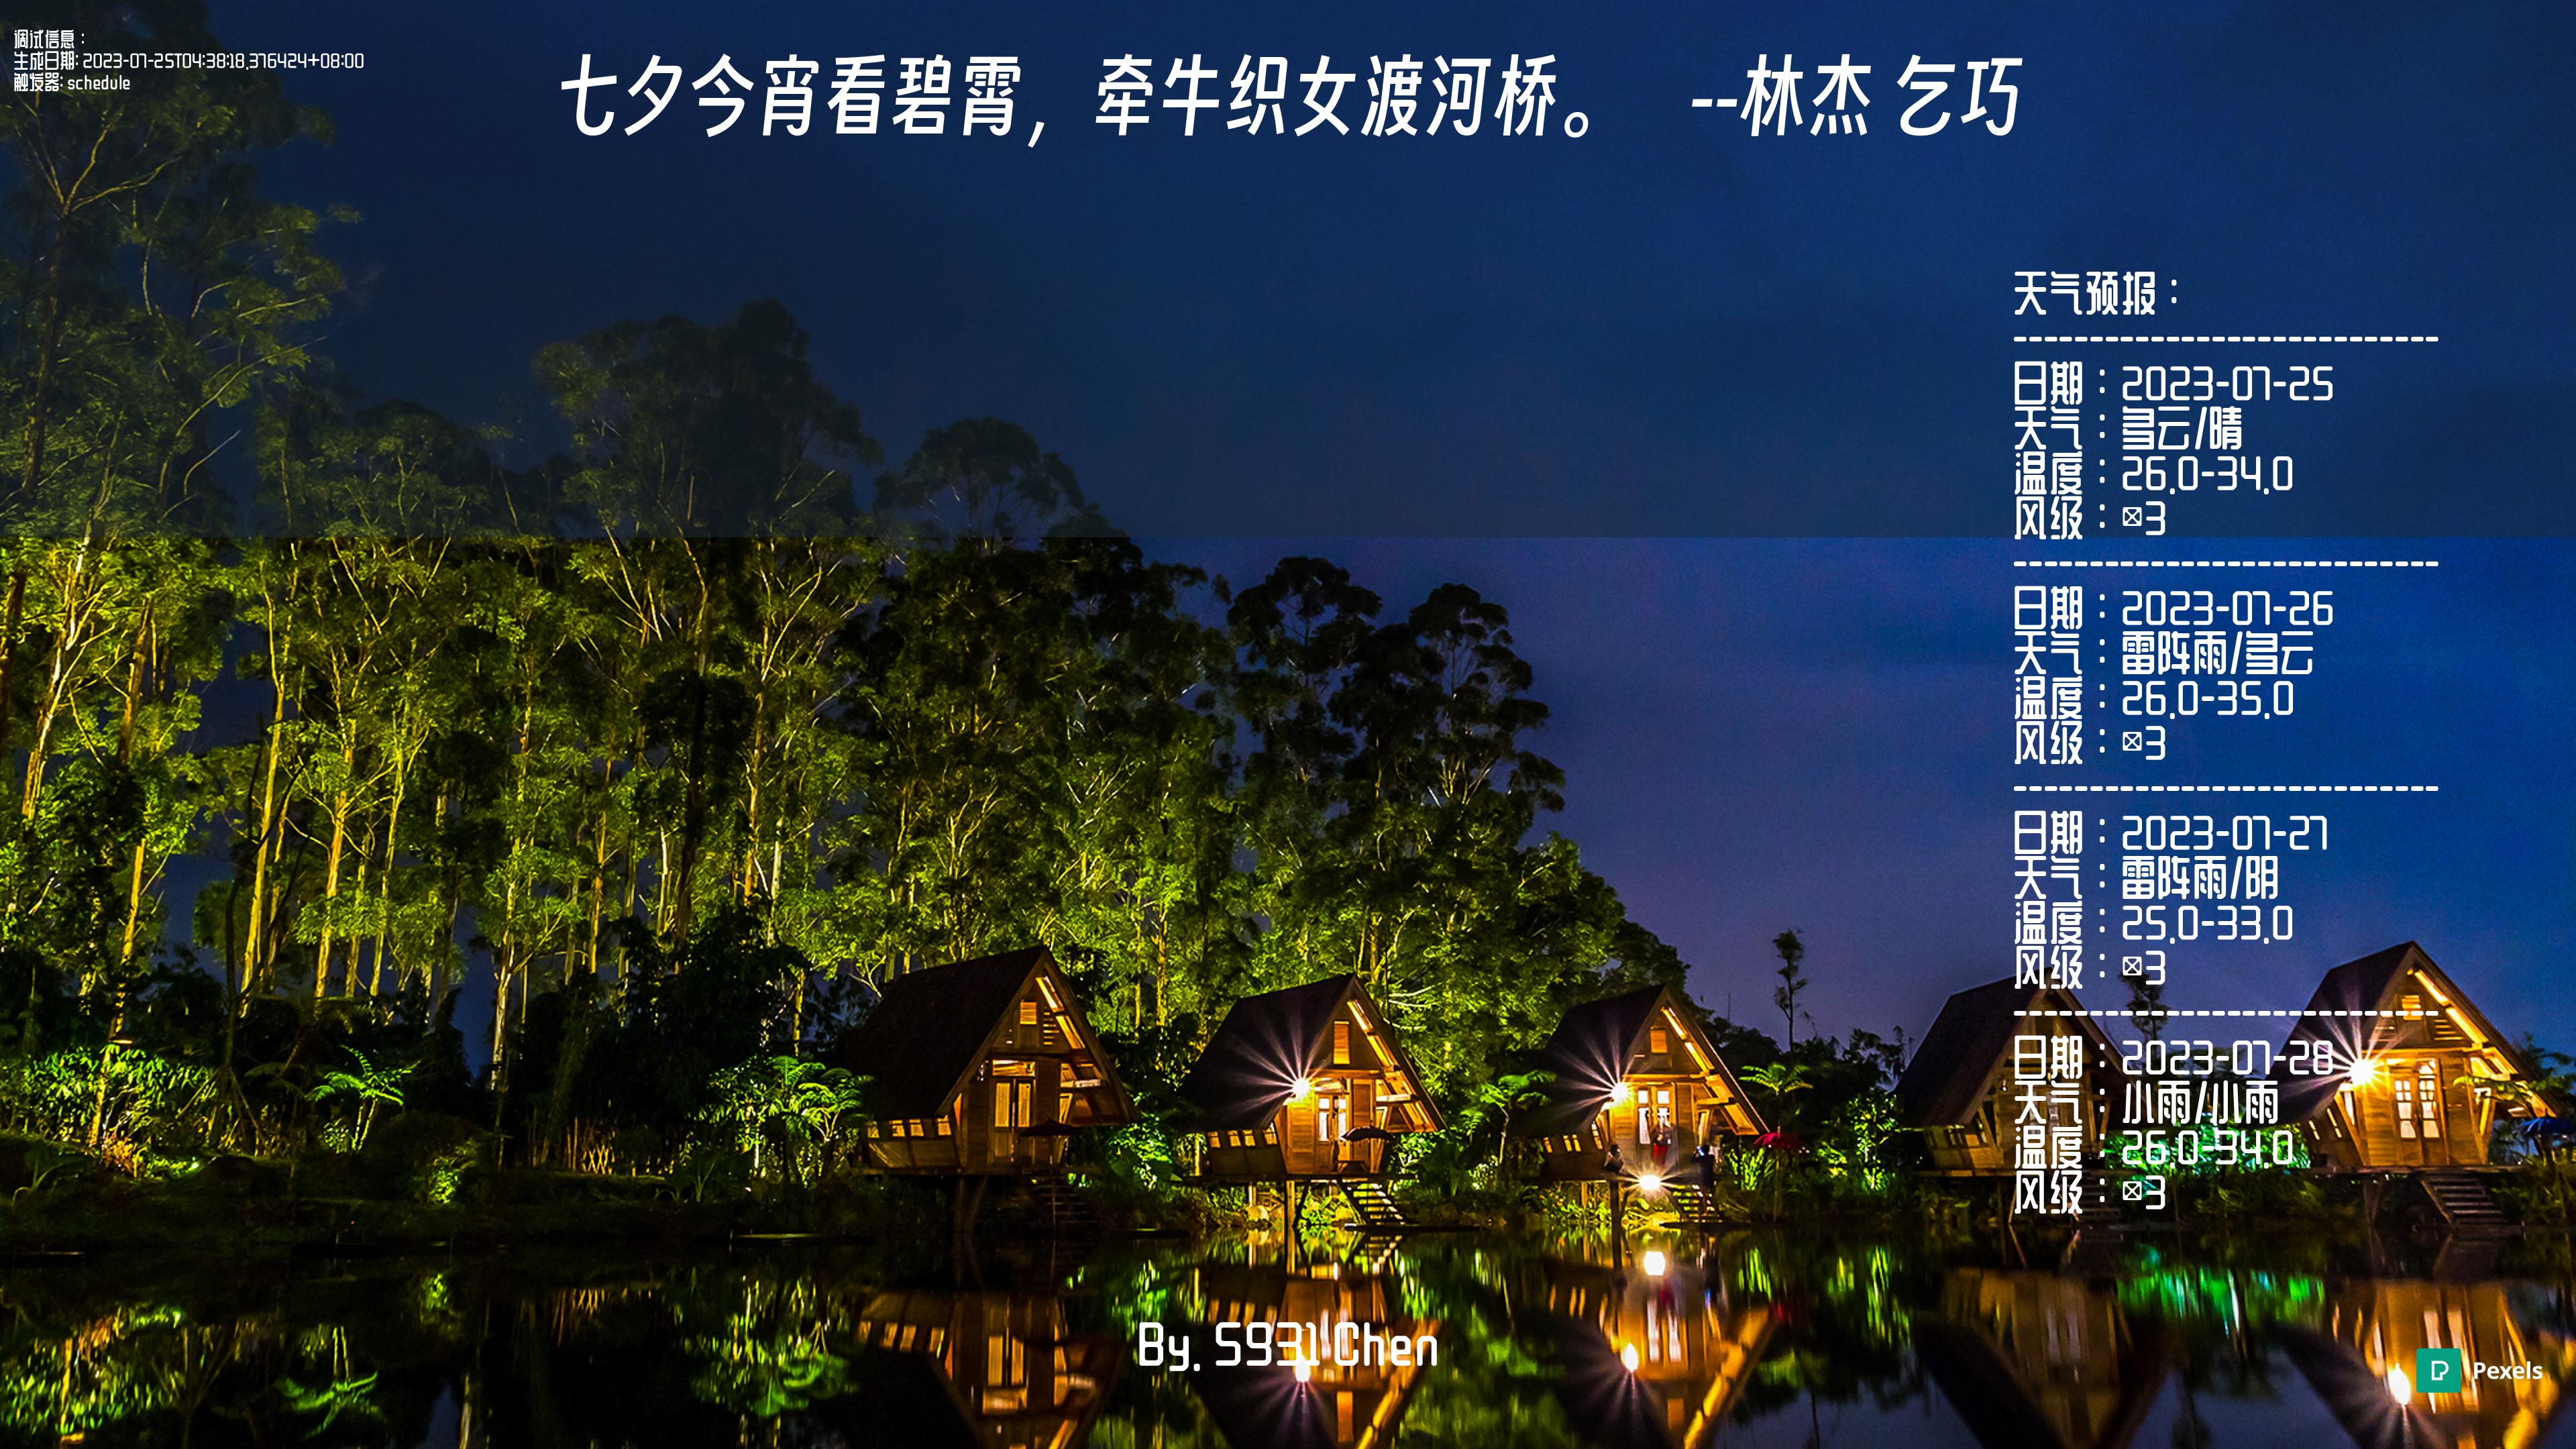 调试信息：
生成日期: 2023-07-25T04:38:18.376424+08:00
触发器: schedule
七夕今宵看碧霄，牵牛织女渡河桥。 --林杰 乞巧
天气预报：
----------------------------
日期：2023-07-25
天气：多云/晴
温度：26.0-34.0
风级：☒3
----------------------------
日期：2023-07-26
天气：雷阵雨/多云
温度：26.0-35.0
风级：☒3
----------------------------
日期：2023-07-27
天气：雷阵雨/阴
温度：25.0-33.0
风级：☒3
----------------------------
日期：2023-07-28
天气：小雨/小雨
温度：26.0-34.0
风级：☒3
By. S931Chen
Pexels